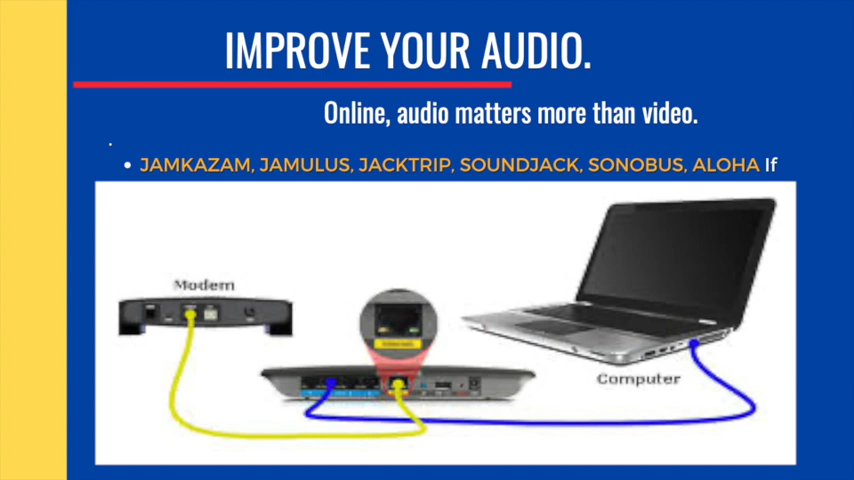 IMPROVE YOUR AUDIO.
Online, audio matters more than video.
JAMKAZAM, JAMULUS, JACKTRIP, SOUNDJACK, SONOBUS, ALOHA If
Modem
Computer